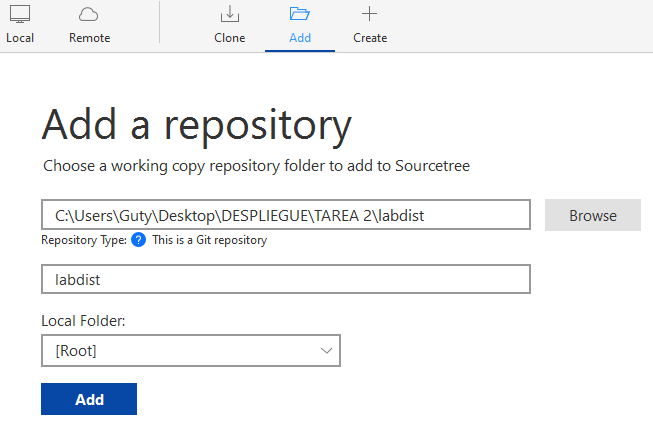 Local Remote Clone Add Create
Add a repository
Choose a working copy repository folder to add to Sourcetree
C:\Users\Guty\Desktop\DESPLIEGUE\TAREA 2\labdist Browse
Repository Type: ? This is a Git repository
labdist
Local Folder:
[Root]
Add